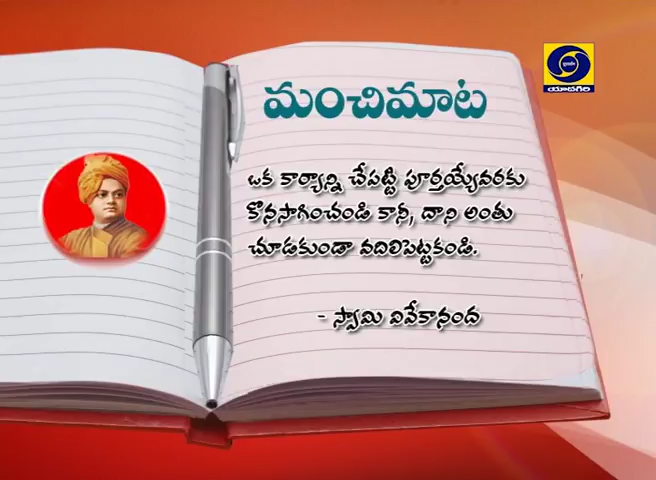 మంచిమాట
యాదగిరి
ఒక కార్యాన్ని చేపట్టి పూర్తయ్యేవరకు
కొనసాగించండి కానీ, దాని అంతు
చూడకుండా వదిలిపెట్టకండి.
- స్వామి వివేకానంద